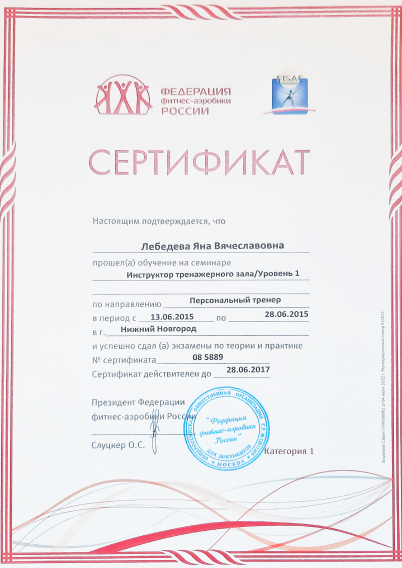 ФЕДЕРАЦИЯ
фитнес-аэробики
РОССИИ
FISAF
СЕРТИФИКАТ
Настоящим подтверждается, что
Лебедева Яна Вячеславовна
прошел(а) обучение на семинаре
Инструктор тренажерного зала/Уровень 1
по направлению Персональный тренер
в период с 13.06.2015 по 28.06.2015
в г. Нижний Новгород
и успешно сдал (а) экзамены по теории и практике
№ сертификата 08 5889
Сертификат действителен до 28.06.2017
Президент Федерации
фитнес-аэробики России
Слуцкер О.С.
"Федерация
фитнес-аэробики
России"
ДЛЯ ДОКУМЕНТОВ
МОСКВА
Категория 1